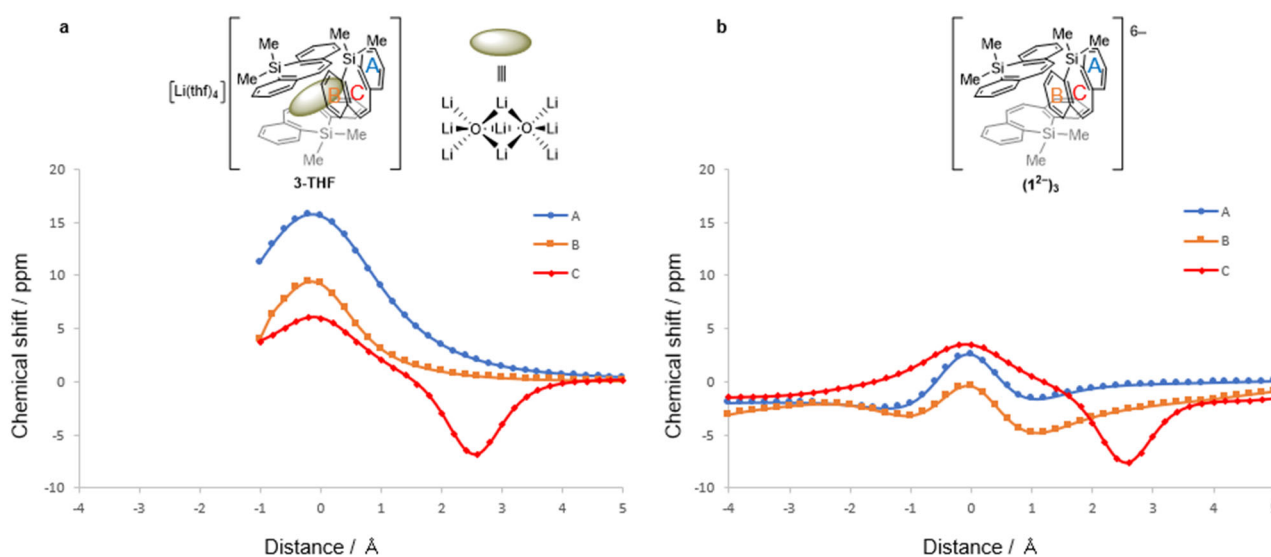 a
Me
Me
Me
Si
Si
A
Me
[Li(thf)4]
B
C
Si
Me
Me
3-THF
Li
Li
Li
Li
O
Li
O
Li
Li
Li
Li
Chemical shift / ppm
20
15
10
5
0
-5
-10
-4
-3
-2
-1
0
1
2
3
4
5
Distance / Å
A
B
C
b
Me
Me
Me
Si
Si
A
Me
B
C
Si
Me
Me
6–
(1²⁻)₃
Chemical shift / ppm
20
15
10
5
0
-5
-10
-4
-3
-2
-1
0
1
2
3
4
5
Distance / Å
A
B
C